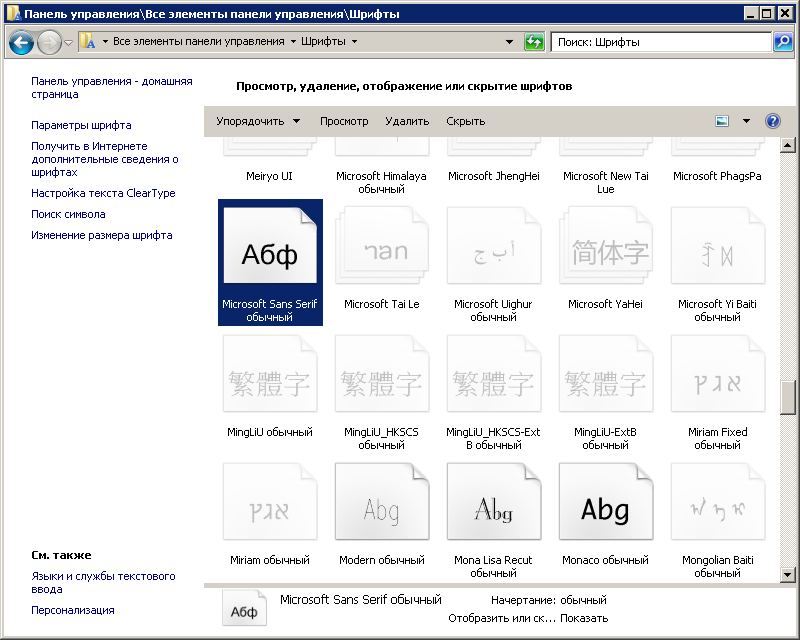 Панель управления\Все элементы панели управления\Шрифты
Все элементы панели управления Шрифты
Поиск: Шрифты
Панель управления - домашняя
страница
Параметры шрифта
Получить в Интернете
дополнительные сведения о
шрифтах
Настройка текста ClearType
Поиск символа
Изменение размера шрифта
См. также
Языки и службы текстового
ввода
Персонализация
Просмотр, удаление, отображение или скрытие шрифтов
Упорядочить Просмотр Удалить Скрыть
Meiryo UI
Microsoft Himalaya
обычный
Microsoft JhengHei
Microsoft New Tai
Lue
Microsoft PhagsPa
Абф
أب ج
简体字
Microsoft Sans Serif
обычный
Microsoft Tai Le
Microsoft Uighur
обычный
Microsoft YaHei
Microsoft Yi Baiti
обычный
繁體字 繁體字 繁體字 繁體字 אגץ
MingLiU обычный
MingLiU_HKSCS
обычный
MingLiU_HKSCS-Ext
B обычный
MingLiU-ExtB
обычный
Miriam Fixed
обычный
אגץ Abg Abg Abg
Miriam обычный
Modern обычный
Mona Lisa Recut
обычный
Monaco обычный
Mongolian Baiti
обычный
Абф
Microsoft Sans Serif обычный
Начертание: обычный
Отобразить или ск... Показать